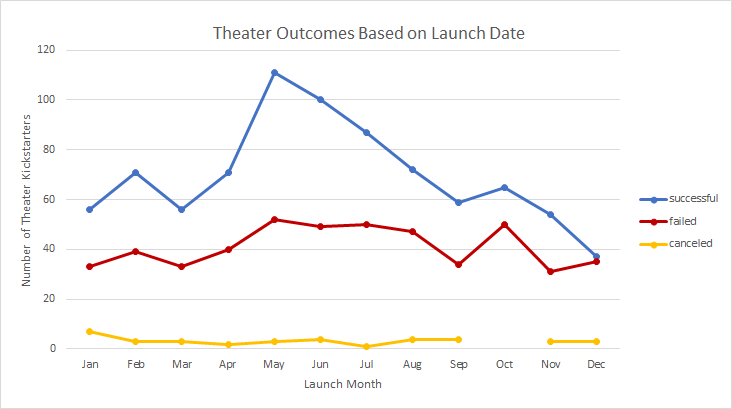 Theater Outcomes Based on Launch Date
120
100
80
60
40
20
0
Number of Theater Kickstarters
Jan Feb Mar Apr May Jun Jul Aug Sep Oct Nov Dec
Launch Month
successful
failed
canceled